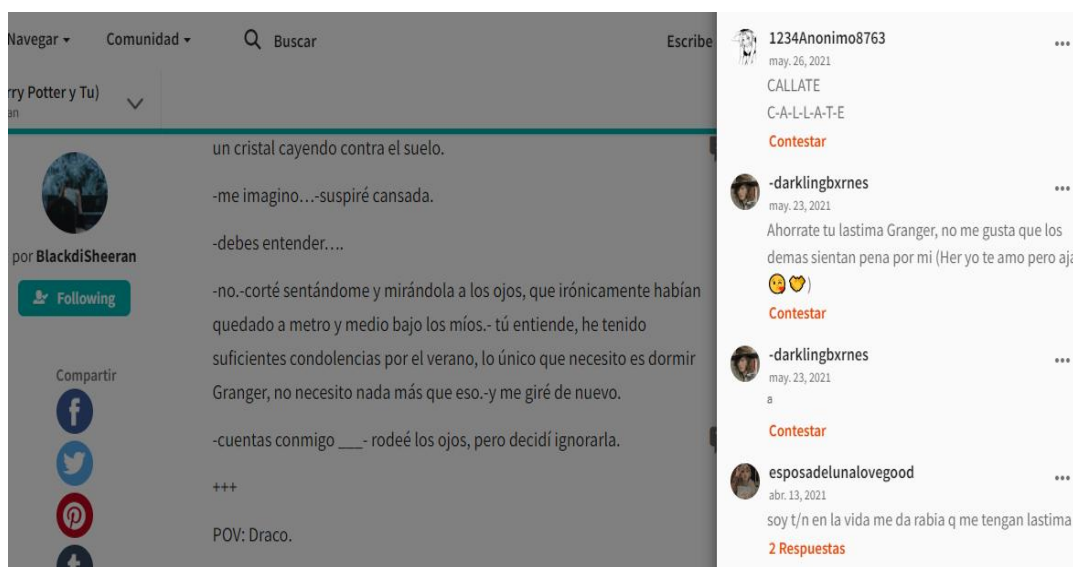 Navegar Comunidad Buscar Escribe
rry Potter y Tu)
an
por BlackdiSheeran
Following
Compartir
un cristal cayendo contra el suelo.
-me imagino…-suspiré cansada.
-debes entender….
-no.-corté sentándome y mirándola a los ojos, que irónicamente habían
quedado a metro y medio bajo los míos.- tú entiende, he tenido
suficientes condolencias por el verano, lo único que necesito es dormir
Granger, no necesito nada más que eso.-y me giré de nuevo.
-cuentas conmigo ___- rodeé los ojos, pero decidí ignorarla.
+++
POV: Draco.
1234Anonimo8763
may. 26, 2021
CALLATE
C-A-L-L-A-T-E
Contestar
-darklingbxrnes
may. 23, 2021
Ahorrate tu lastima Granger, no me gusta que los
demas sientan pena por mi (Her yo te amo pero aja
😘💛)
Contestar
-darklingbxrnes
may. 23, 2021
a
Contestar
esposadelunalovegood
abr. 13, 2021
soy t/n en la vida me da rabia q me tengan lastima
2 Respuestas